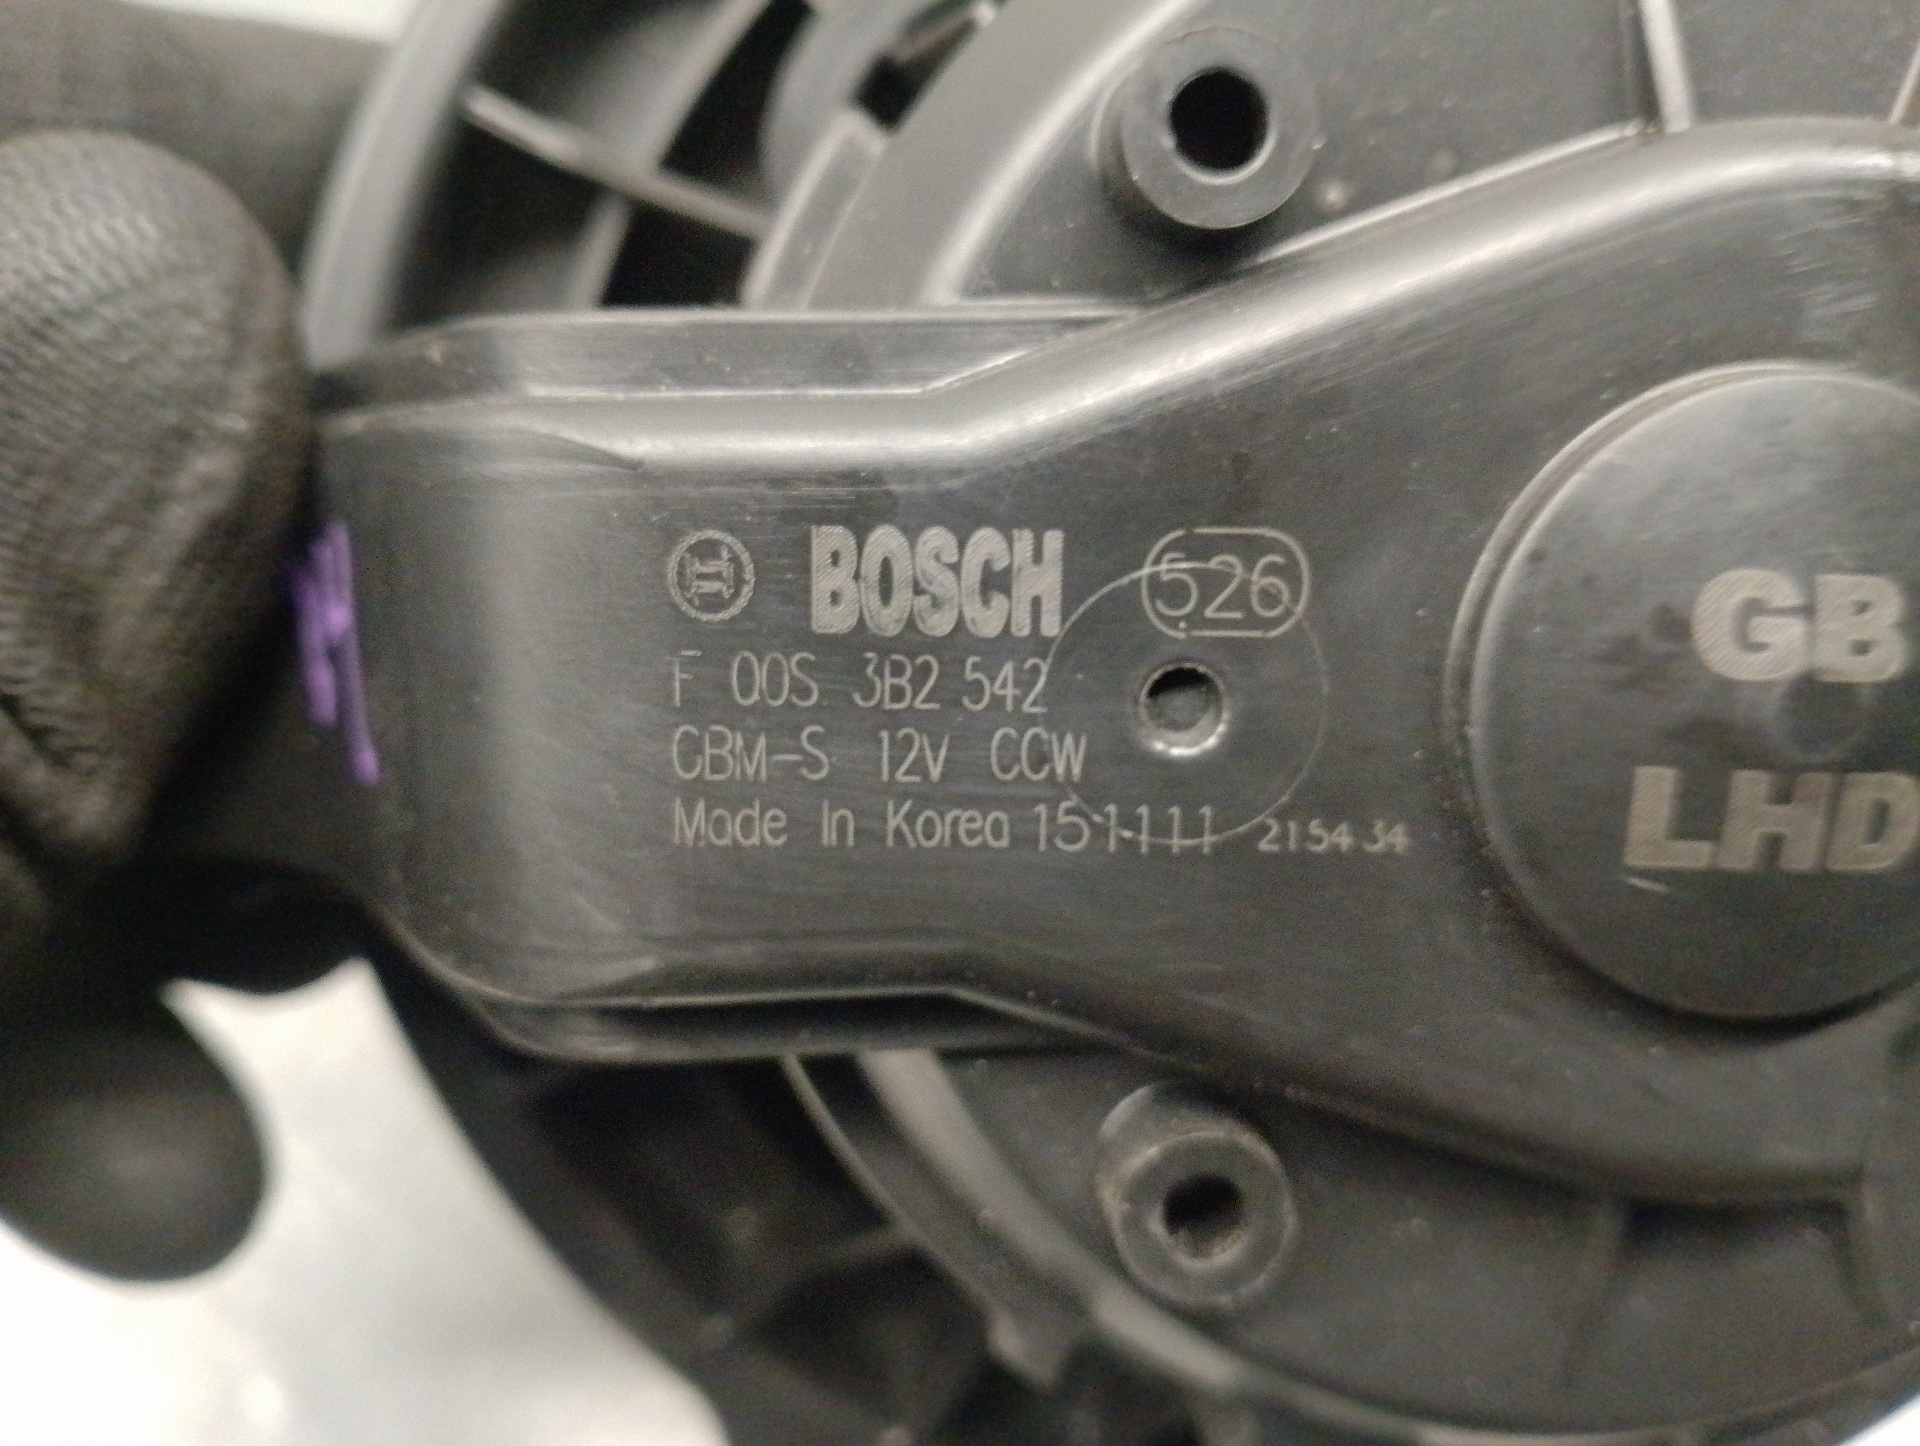 BOSCH 526
F 00S 3B2 542
CBM-S 12V CCW
Made In Korea 151111 215434
GB
LHD